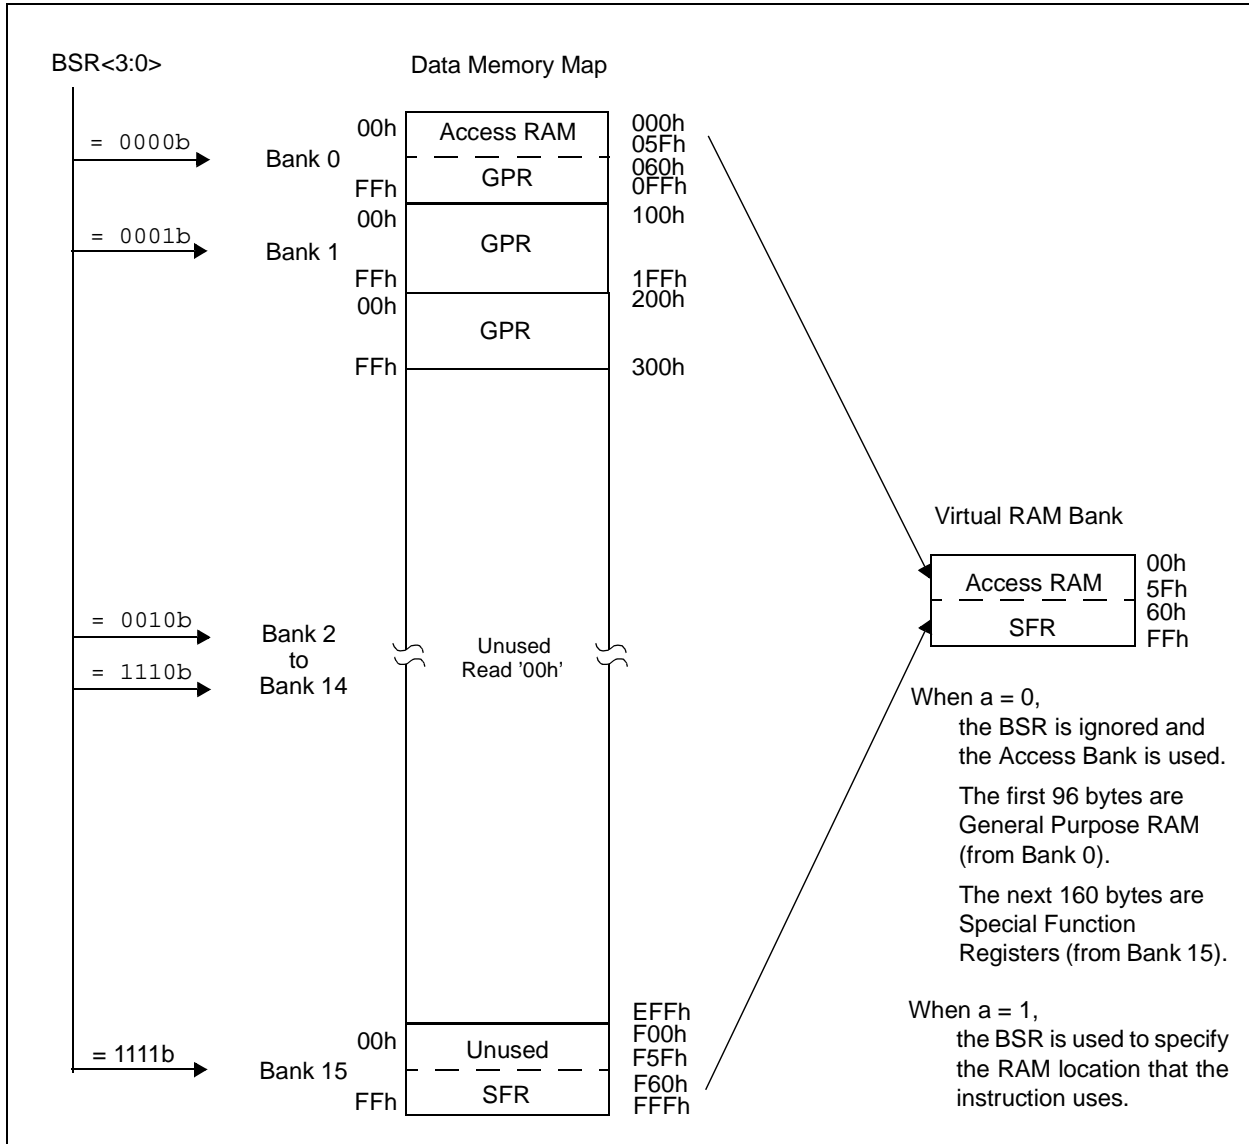 BSR<3:0>
Data Memory Map
= 0000b
Bank 0
00h
FFh
Access RAM
GPR
000h
05Fh
060h
0FFh
= 0001b
Bank 1
00h
FFh
GPR
100h
1FFh
00h
FFh
GPR
200h
300h
= 0010b
= 1110b
Bank 2
to
Bank 14
Unused
Read '00h'
= 1111b
Bank 15
00h
FFh
Unused
SFR
EFFh
F00h
F5Fh
F60h
FFFh
Virtual RAM Bank
Access RAM
SFR
00h
5Fh
60h
FFh
When a = 0,
the BSR is ignored and
the Access Bank is used.
The first 96 bytes are
General Purpose RAM
(from Bank 0).
The next 160 bytes are
Special Function
Registers (from Bank 15).
When a = 1,
the BSR is used to specify
the RAM location that the
instruction uses.